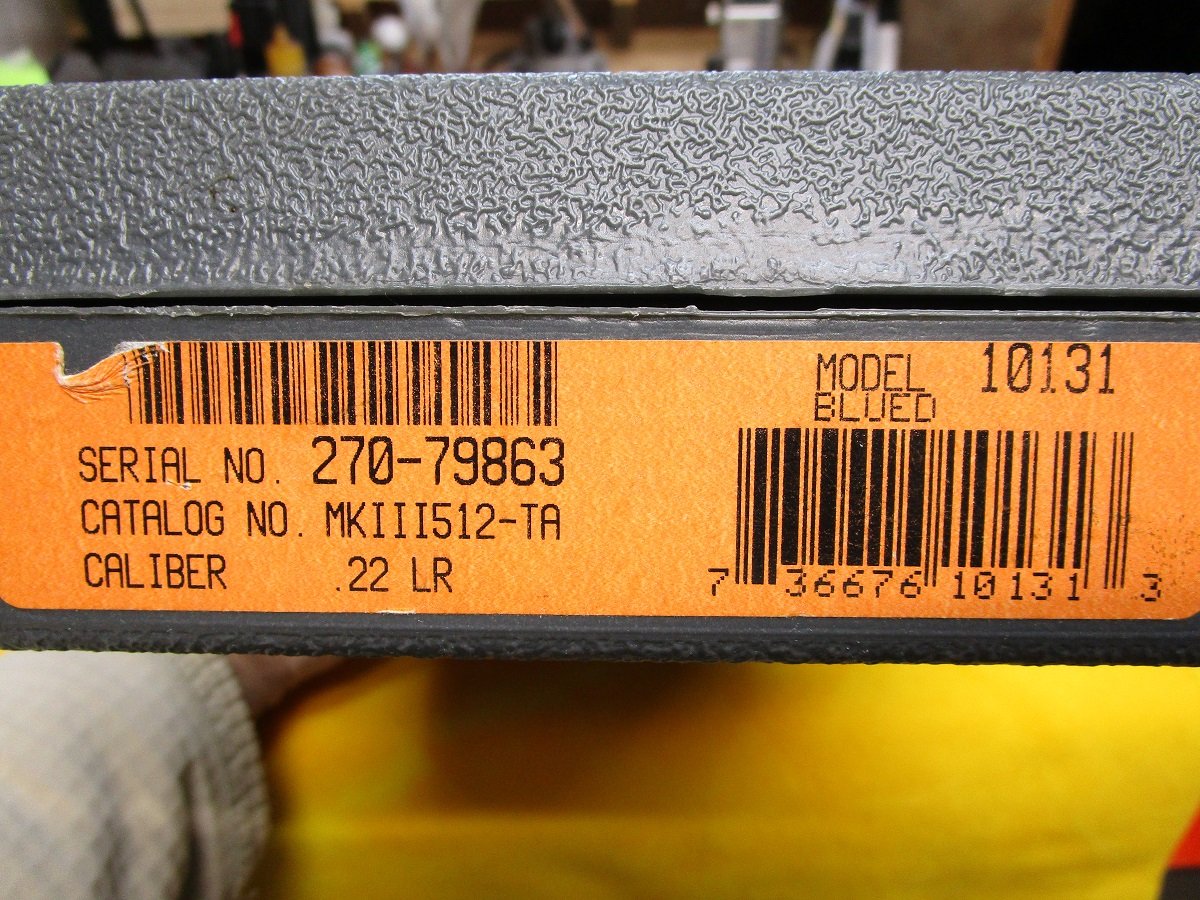 SERIAL NO. 270-79863
CATALOG NO. MKIII512-TA
CALIBER .22 LR
MODEL 10131
BLUED
7 36676 10131 3